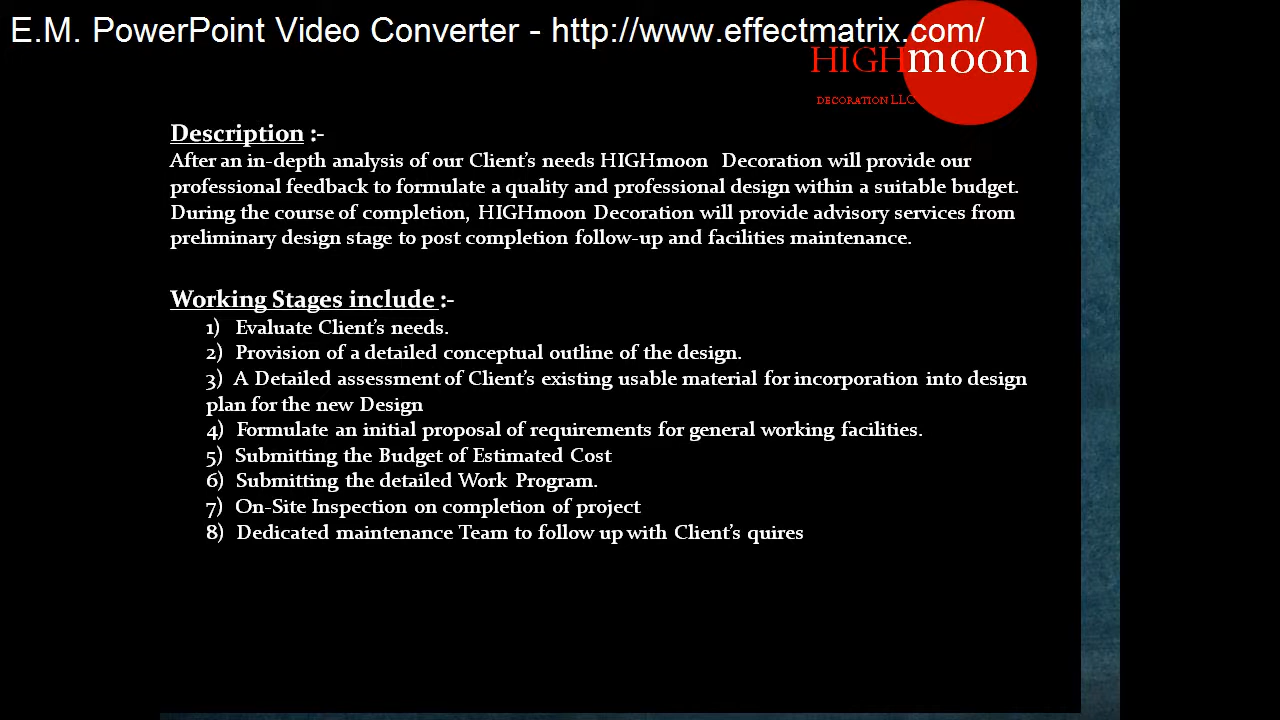 E.M. PowerPoint Video Converter - http://www.effectmatrix.com/
HIGHmoon
DECORATION LLC
Description :-
After an in-depth analysis of our Client's needs HIGHmoon Decoration will provide our
professional feedback to formulate a quality and professional design within a suitable budget.
During the course of completion, HIGHmoon Decoration will provide advisory services from
preliminary design stage to post completion follow-up and facilities maintenance.
Working Stages include :-
1) Evaluate Client's needs.
2) Provision of a detailed conceptual outline of the design.
3) A Detailed assessment of Client's existing usable material for incorporation into design
plan for the new Design
4) Formulate an initial proposal of requirements for general working facilities.
5) Submitting the Budget of Estimated Cost
6) Submitting the detailed Work Program.
7) On-Site Inspection on completion of project
8) Dedicated maintenance Team to follow up with Client's quires